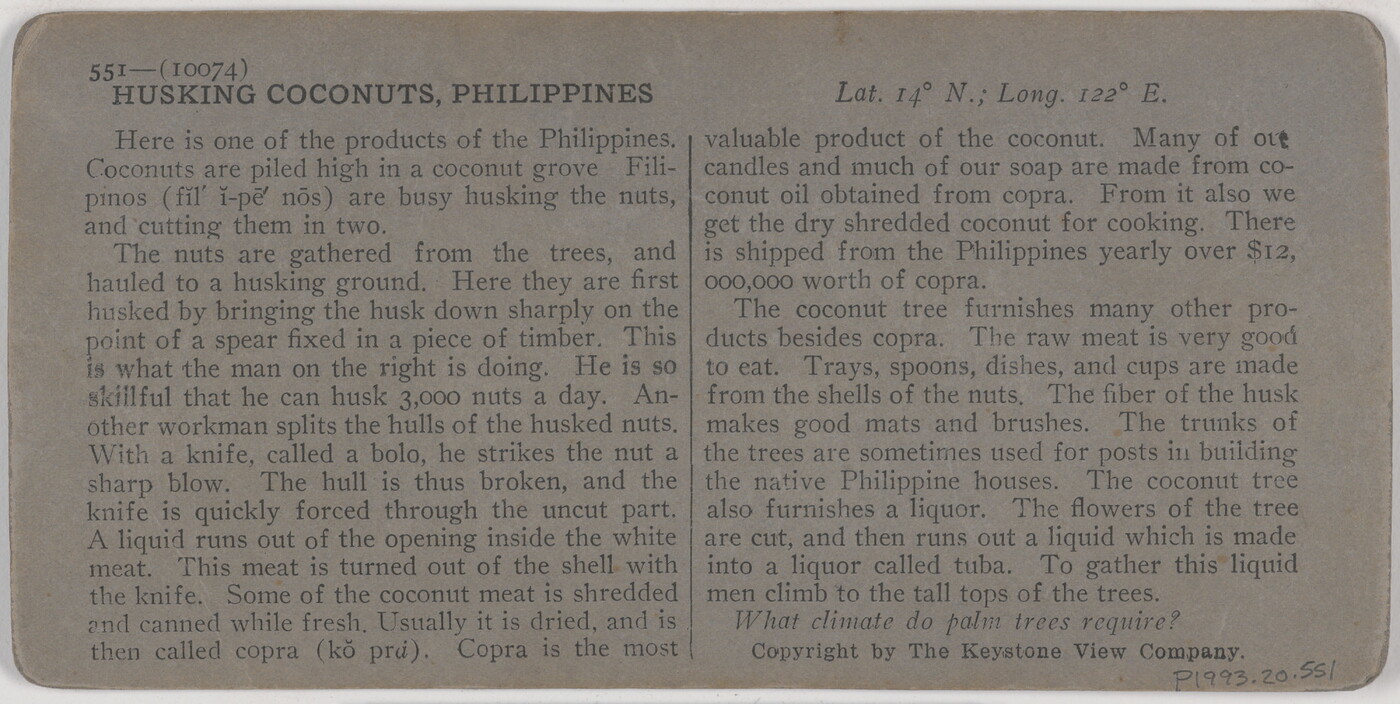 551—(10074)
HUSKING COCONUTS, PHILIPPINES
Lat. 14° N.; Long. 122° E.
Here is one of the products of the Philippines.
Coconuts are piled high in a coconut grove Fili-
pinos (fĭl′ ĭ-pē′ nōs) are busy husking the nuts,
and cutting them in two.
The nuts are gathered from the trees, and
hauled to a husking ground. Here they are first
husked by bringing the husk down sharply on the
point of a spear fixed in a piece of timber. This
is what the man on the right is doing. He is so
skillful that he can husk 3,000 nuts a day. An-
other workman splits the hulls of the husked nuts.
With a knife, called a bolo, he strikes the nut a
sharp blow. The hull is thus broken, and the
knife is quickly forced through the uncut part.
A liquid runs out of the opening inside the white
meat. This meat is turned out of the shell with
the knife. Some of the coconut meat is shredded
and canned while fresh. Usually it is dried, and is
then called copra (kŏ prȧ). Copra is the most
valuable product of the coconut. Many of out
candles and much of our soap are made from co-
conut oil obtained from copra. From it also we
get the dry shredded coconut for cooking. There
is shipped from the Philippines yearly over $12,
000,000 worth of copra.
The coconut tree furnishes many other pro-
ducts besides copra. The raw meat is very good
to eat. Trays, spoons, dishes, and cups are made
from the shells of the nuts. The fiber of the husk
makes good mats and brushes. The trunks of
the trees are sometimes used for posts in building
the native Philippine houses. The coconut tree
also furnishes a liquor. The flowers of the tree
are cut, and then runs out a liquid which is made
into a liquor called tuba. To gather this liquid
men climb to the tall tops of the trees.
What climate do palm trees require?
Copyright by The Keystone View Company.
P1993.20.551